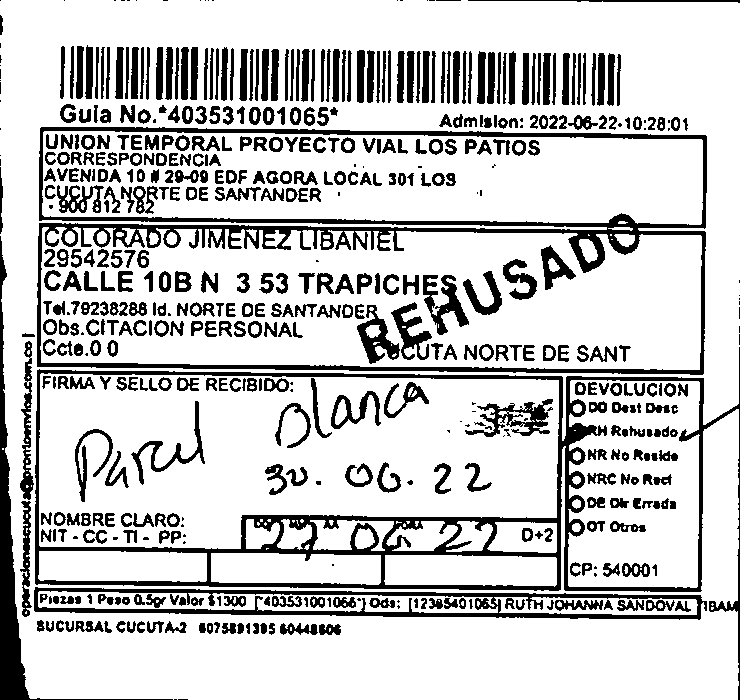 Guia No.*403531001065*
Admision: 2022-06-22-10:28:01
UNION TEMPORAL PROYECTO VIAL LOS PATIOS
CORRESPONDENCIA
AVENIDA 10 # 29-09 EDF AGORA LOCAL 301 LOS
CUCUTA NORTE DE SANTANDER
- 900 812 782
COLORADO JIMENEZ LIBANIEL
29542576
CALLE 10B N 3 53 TRAPICHES
Tel.79238288 Id. NORTE DE SANTANDER
Obs.CITACION PERSONAL
Ccte.0 0
CUCUTA NORTE DE SANT
REHUSADO
FIRMA Y SELLO DE RECIBIDO:
Pared Blanca
30. 06. 22
NOMBRE CLARO:
NIT - CC - TI - PP:
27 06 22
D+2
DEVOLUCION
DD Dest Desc
RH Rehusado
NR No Reside
NRC No Recl
DE Dir Errada
OT Otros
CP: 540001
operacionescucuta@prontoenvios.com.co
Piezas 1 Peso 0.5gr Valor $1300 [*403531001065*] Ods: [12385401065] RUTH JOHANNA SANDOVAL
SUCURSAL CUCUTA-2 6075891395 60448606